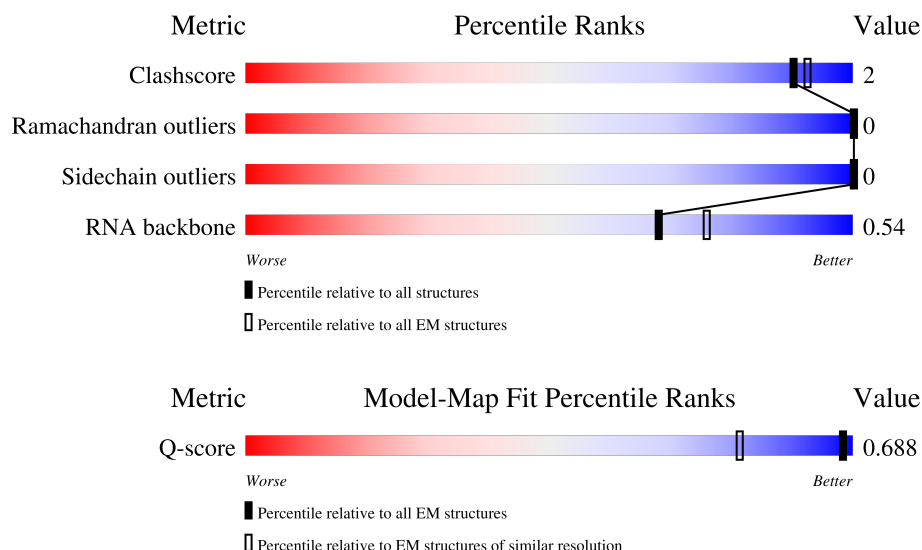 Metric Percentile Ranks Value
Clashscore 2
Ramachandran outliers 0
Sidechain outliers 0
RNA backbone 0.54
Worse Better
Percentile relative to all structures
Percentile relative to all EM structures
Metric Model-Map Fit Percentile Ranks Value
Q-score 0.688
Worse Better
Percentile relative to all EM structures
Percentile relative to EM structures of similar resolution